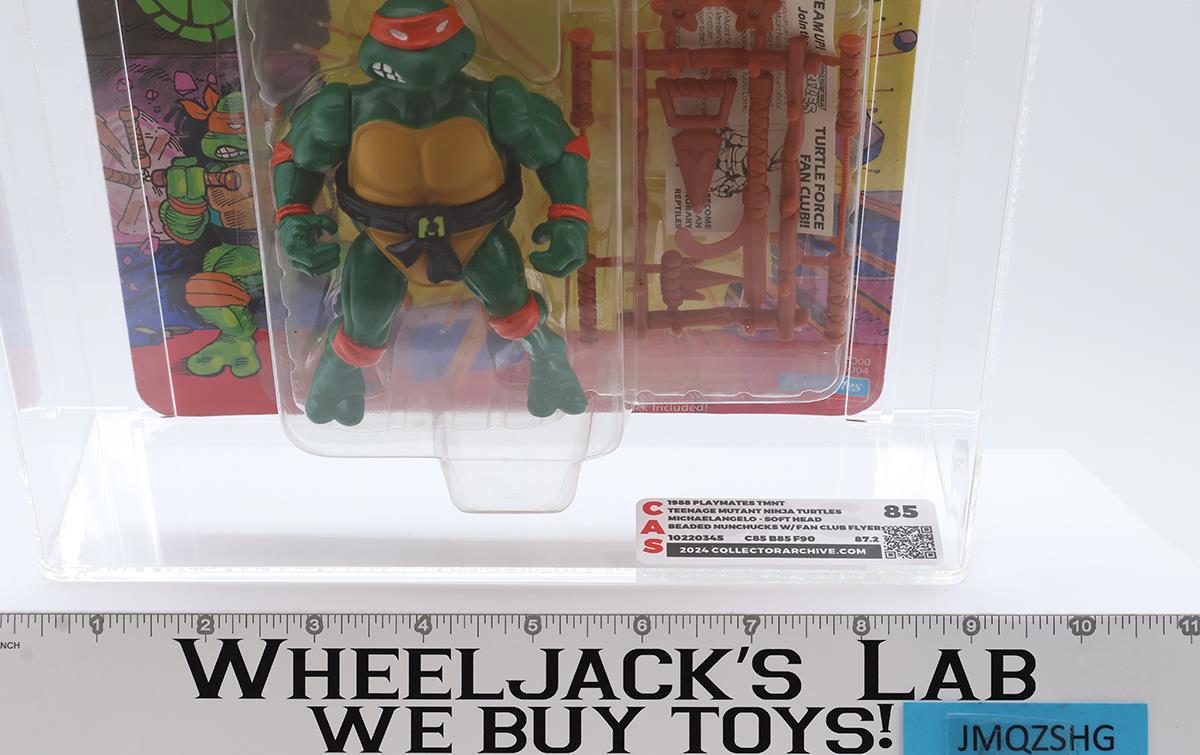 TEAM UP!
Join the
TURTLE FORCE
FAN CLUB!!
BECOME
AN
REPTILE!
M
Included!
1988 PLAYMATES TMNT
TEENAGE MUTANT NINJA TURTLES
MICHAELANGELO - SOFT HEAD
BEADED NUNCHUCKS W/FAN CLUB FLYER
10220345 C85 B85 F90 87.2
2024 COLLECTORARCHIVE.COM
CAS
85
1 2 3 4 5 6 7 8 9 10 11
WHEELJACK'S LAB
WE BUY TOYS!
JMQZSHG